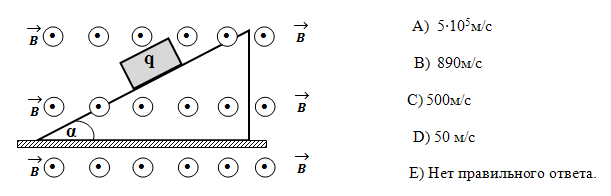 B B
q
B B
α
B B
A) 5·10⁵м/с
B) 890м/с
C) 500м/с
D) 50 м/с
E) Нет правильного ответа.